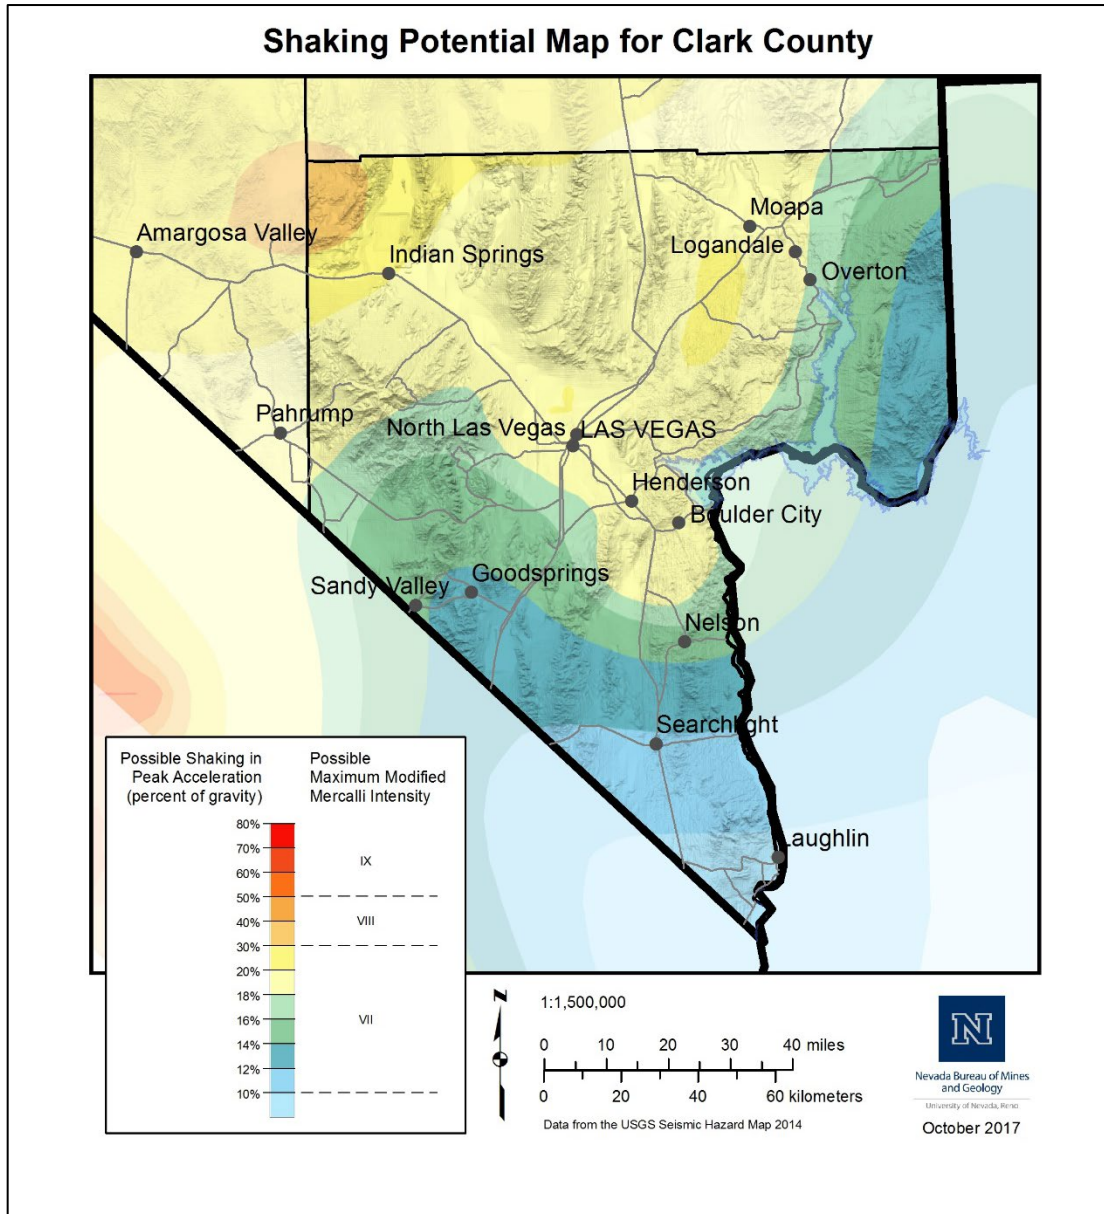 Shaking Potential Map for Clark County
Moapa
Amargosa Valley
Logandale
Indian Springs
Overton
Pahrump
North Las Vegas
LAS VEGAS
Henderson
Boulder City
Goodsprings
Sandy Valley
Nelson
Searchlight
Laughlin
Possible Shaking in
Peak Acceleration
(percent of gravity)
Possible
Maximum Modified
Mercalli Intensity
80%
70%
60%
IX
50%
40%
VIII
30%
20%
18%
16%
VII
14%
12%
10%
N
1:1,500,000
0 10 20 30 40 miles
0 20 40 60 kilometers
Data from the USGS Seismic Hazard Map 2014
N
Nevada Bureau of Mines
and Geology
University of Nevada, Reno
October 2017